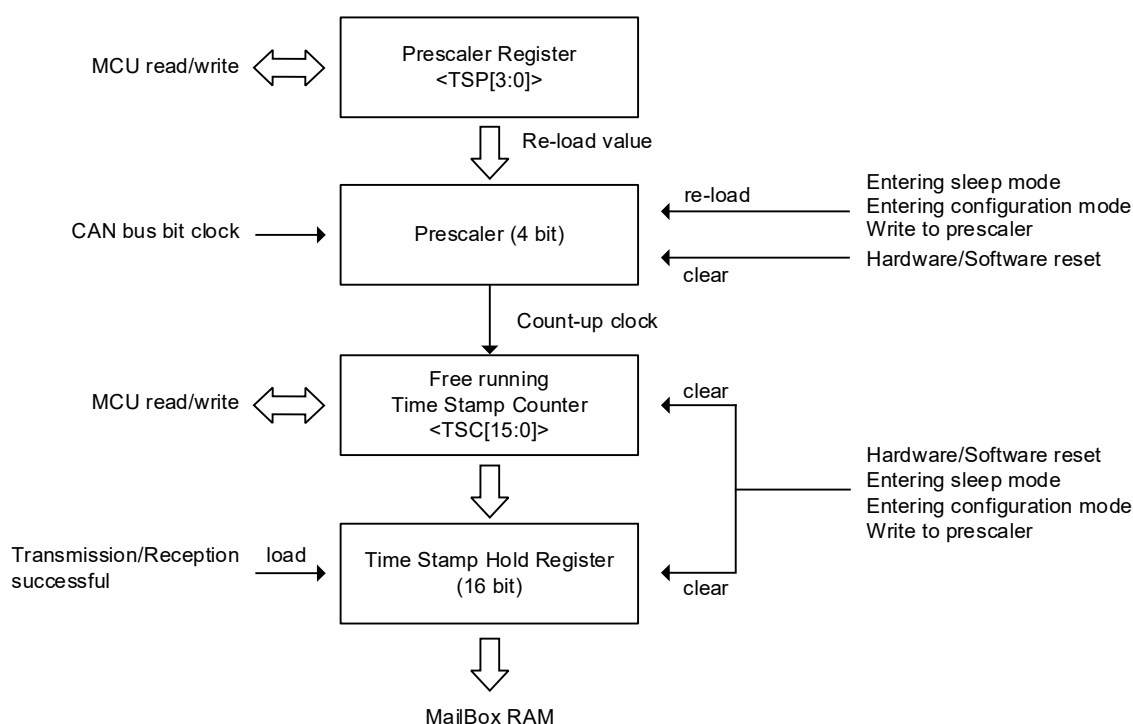 Prescaler Register
<TSP[3:0]>
MCU read/write
Re-load value
Prescaler (4 bit)
CAN bus bit clock
re-load
Entering sleep mode
Entering configuration mode
Write to prescaler
clear
Hardware/Software reset
Count-up clock
Free running
Time Stamp Counter
<TSC[15:0]>
MCU read/write
clear
Hardware/Software reset
Entering sleep mode
Entering configuration mode
Write to prescaler
Transmission/Reception
successful
load
Time Stamp Hold Register
(16 bit)
clear
MailBox RAM